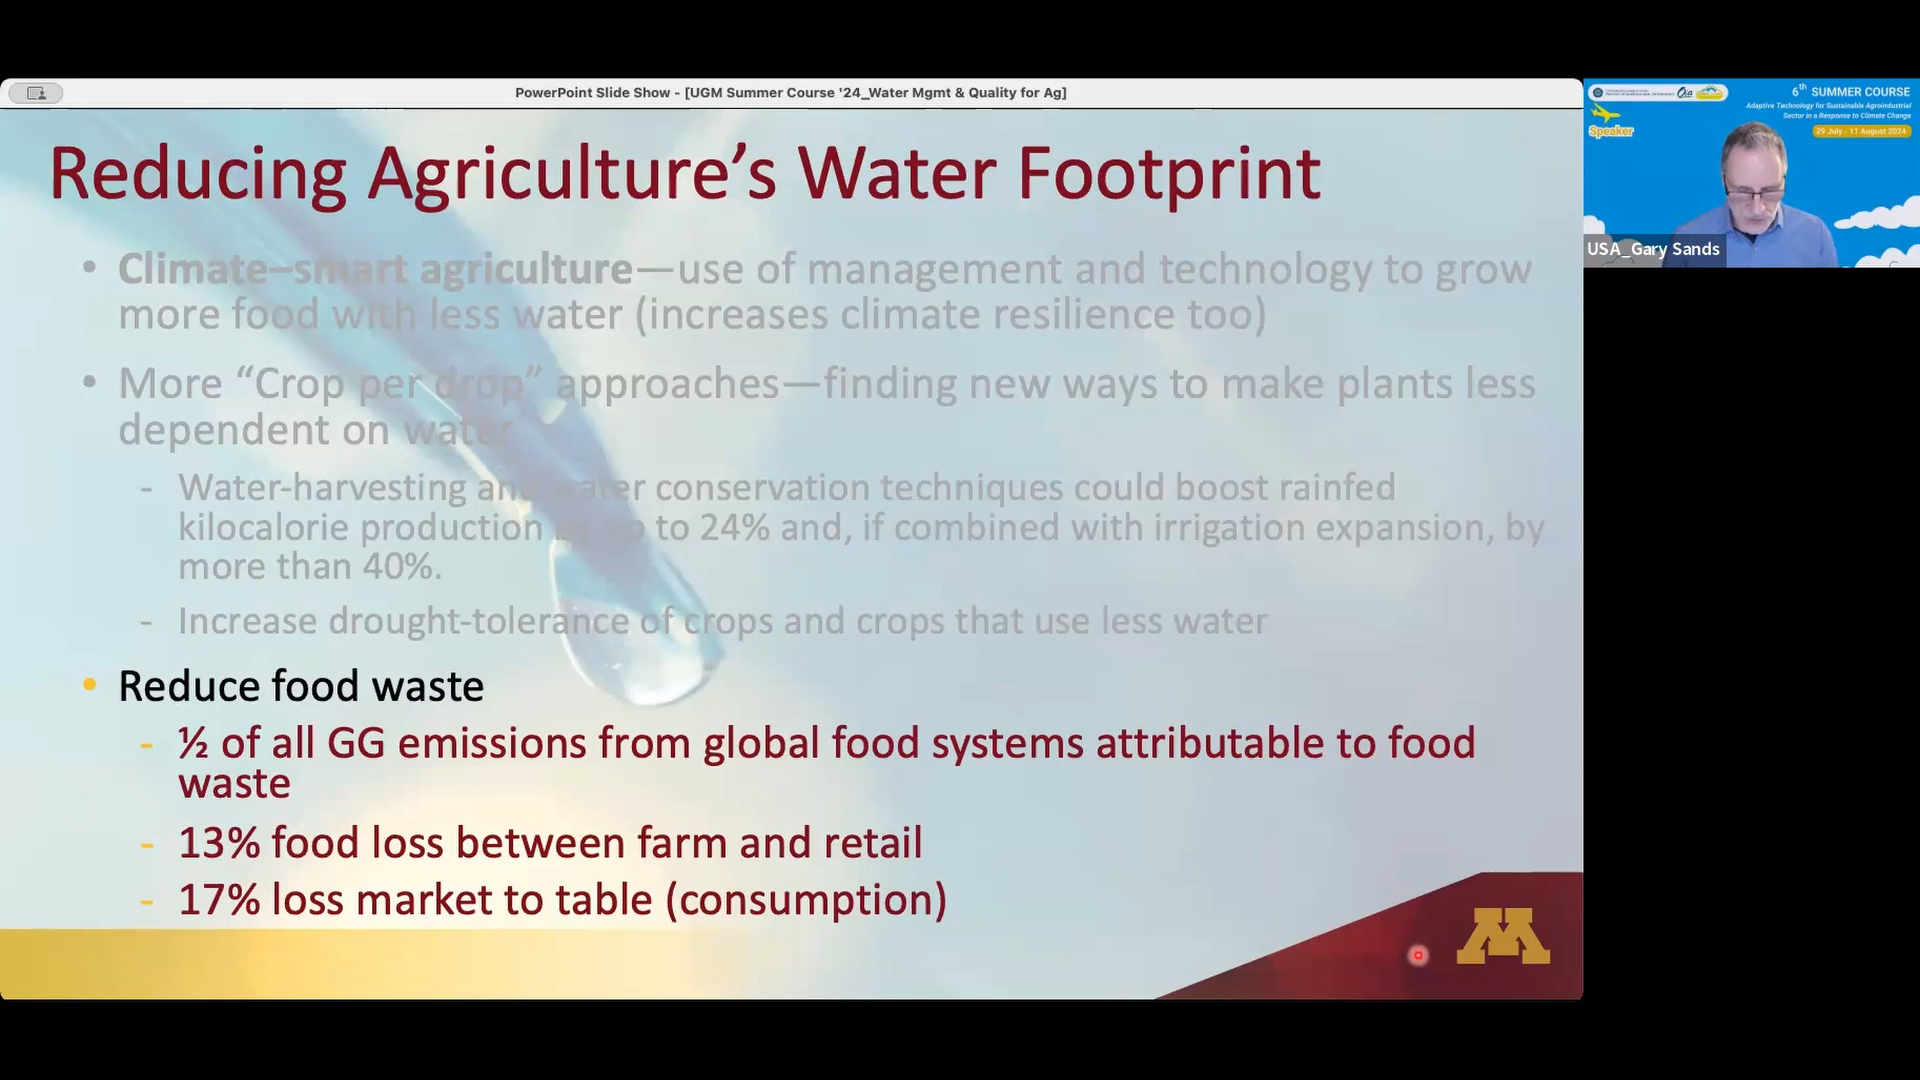 PowerPoint Slide Show - [UGM Summer Course '24_Water Mgmt & Quality for Ag]
Reducing Agriculture’s Water Footprint
• Climate–smart agriculture—use of management and technology to grow
more food with less water (increases climate resilience too)
• More “Crop per drop” approaches—finding new ways to make plants less
dependent on water
- Water-harvesting and water conservation techniques could boost rainfed
kilocalorie production by up to 24% and, if combined with irrigation expansion, by
more than 40%.
- Increase drought-tolerance of crops and crops that use less water
• Reduce food waste
- ½ of all GG emissions from global food systems attributable to food
waste
- 13% food loss between farm and retail
- 17% loss market to table (consumption)
M
6th SUMMER COURSE
Adaptive Technology for Sustainable Agroindustrial
Sector in a Response to Climate Change
29 July - 11 August 2024
Speaker
USA_Gary Sands